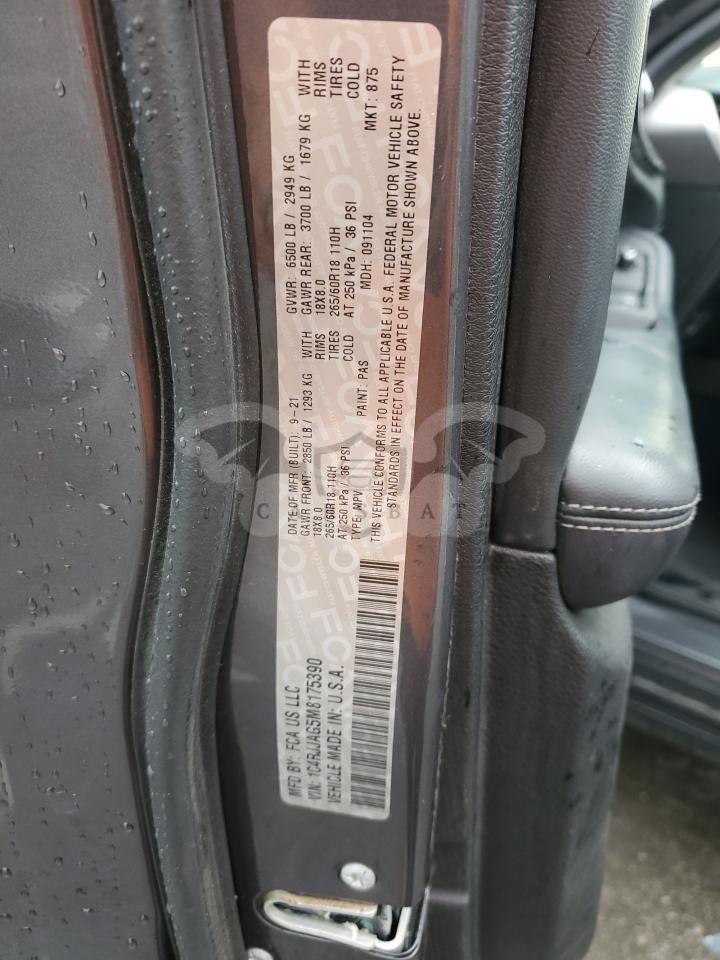 MFD BY: FCA US LLC
DATE OF MFR (BUILT): 9-21
GVWR: 6500 LB / 2949 KG
GAWR FRONT: 2850 LB / 1293 KG WITH
GAWR REAR: 3700 LB / 1679 KG WITH
18X8.0 RIMS
18X8.0 RIMS
265/60R18 110H TIRES
265/60R18 110H TIRES
AT 250 kPa / 36 PSI COLD
AT 250 kPa / 36 PSI COLD
VIN: 1C4RJJAG5M8175390
TYPE: MPV
PAINT: PAS
MDH: 091104
MKT: 875
VEHICLE MADE IN: U.S.A.
THIS VEHICLE CONFORMS TO ALL APPLICABLE U.S.A. FEDERAL MOTOR VEHICLE SAFETY
STANDARDS IN EFFECT ON THE DATE OF MANUFACTURE SHOWN ABOVE.